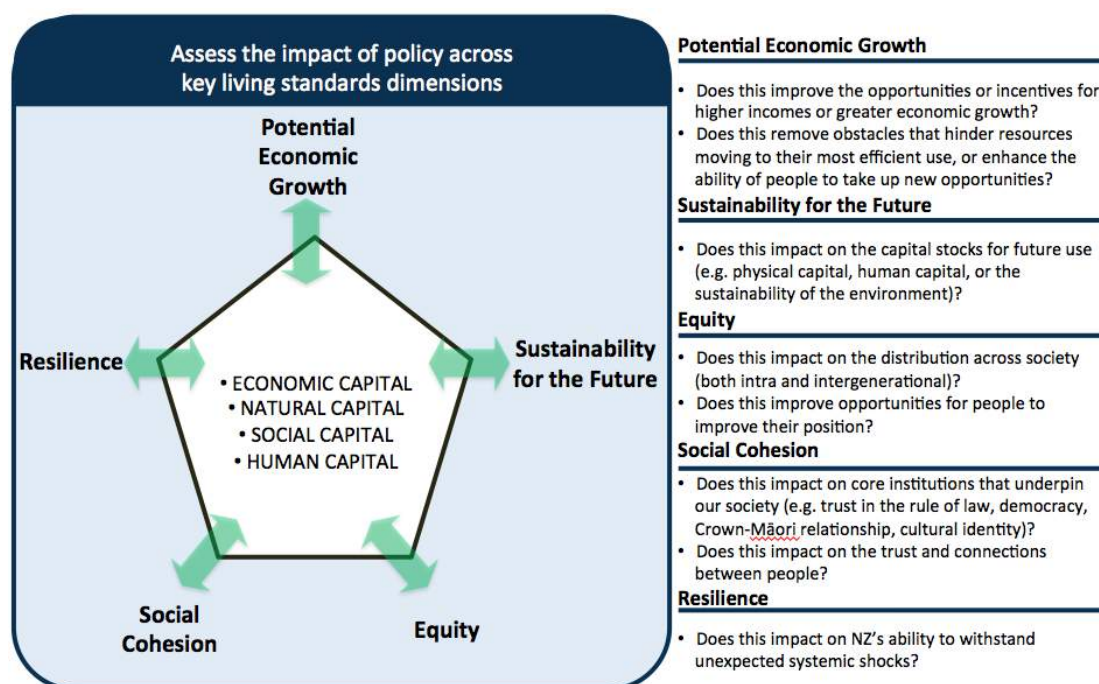 Assess the impact of policy across
key living standards dimensions
Potential
Economic
Growth
Resilience
Sustainability
for the Future
• ECONOMIC CAPITAL
• NATURAL CAPITAL
• SOCIAL CAPITAL
• HUMAN CAPITAL
Social
Cohesion
Equity
Potential Economic Growth
• Does this improve the opportunities or incentives for
higher incomes or greater economic growth?
• Does this remove obstacles that hinder resources
moving to their most efficient use, or enhance the
ability of people to take up new opportunities?
Sustainability for the Future
• Does this impact on the capital stocks for future use
(e.g. physical capital, human capital, or the
sustainability of the environment)?
Equity
• Does this impact on the distribution across society
(both intra and intergenerational)?
• Does this improve opportunities for people to
improve their position?
Social Cohesion
• Does this impact on core institutions that underpin
our society (e.g. trust in the rule of law, democracy,
Crown-Māori relationship, cultural identity)?
• Does this impact on the trust and connections
between people?
Resilience
• Does this impact on NZ's ability to withstand
unexpected systemic shocks?